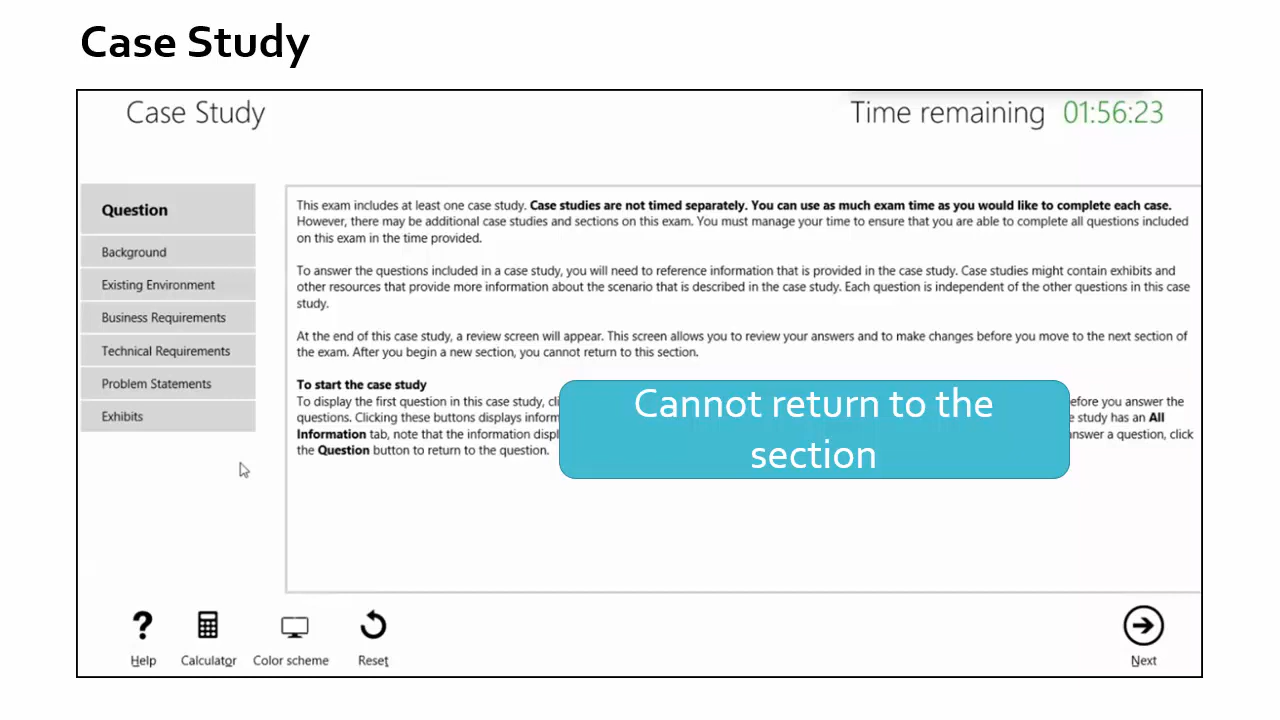 Case Study
Case Study
Time remaining 01:56:23
Question
Background
Existing Environment
Business Requirements
Technical Requirements
Problem Statements
Exhibits
This exam includes at least one case study. Case studies are not timed separately. You can use as much exam time as you would like to complete each case.
However, there may be additional case studies and sections on this exam. You must manage your time to ensure that you are able to complete all questions included
on this exam in the time provided.
To answer the questions included in a case study, you will need to reference information that is provided in the case study. Case studies might contain exhibits and
other resources that provide more information about the scenario that is described in the case study. Each question is independent of the other questions in this case
study.
At the end of this case study, a review screen will appear. This screen allows you to review your answers and to make changes before you move to the next section of
the exam. After you begin a new section, you cannot return to this section.
To start the case study
To display the first question in this case study, efore you answer the
questions. Clicking these buttons displays study has an All
Information tab, note that the information answer a question, click
the Question button to return to the question.
Cannot return to the
section
Help
Calculator
Color scheme
Reset
Next